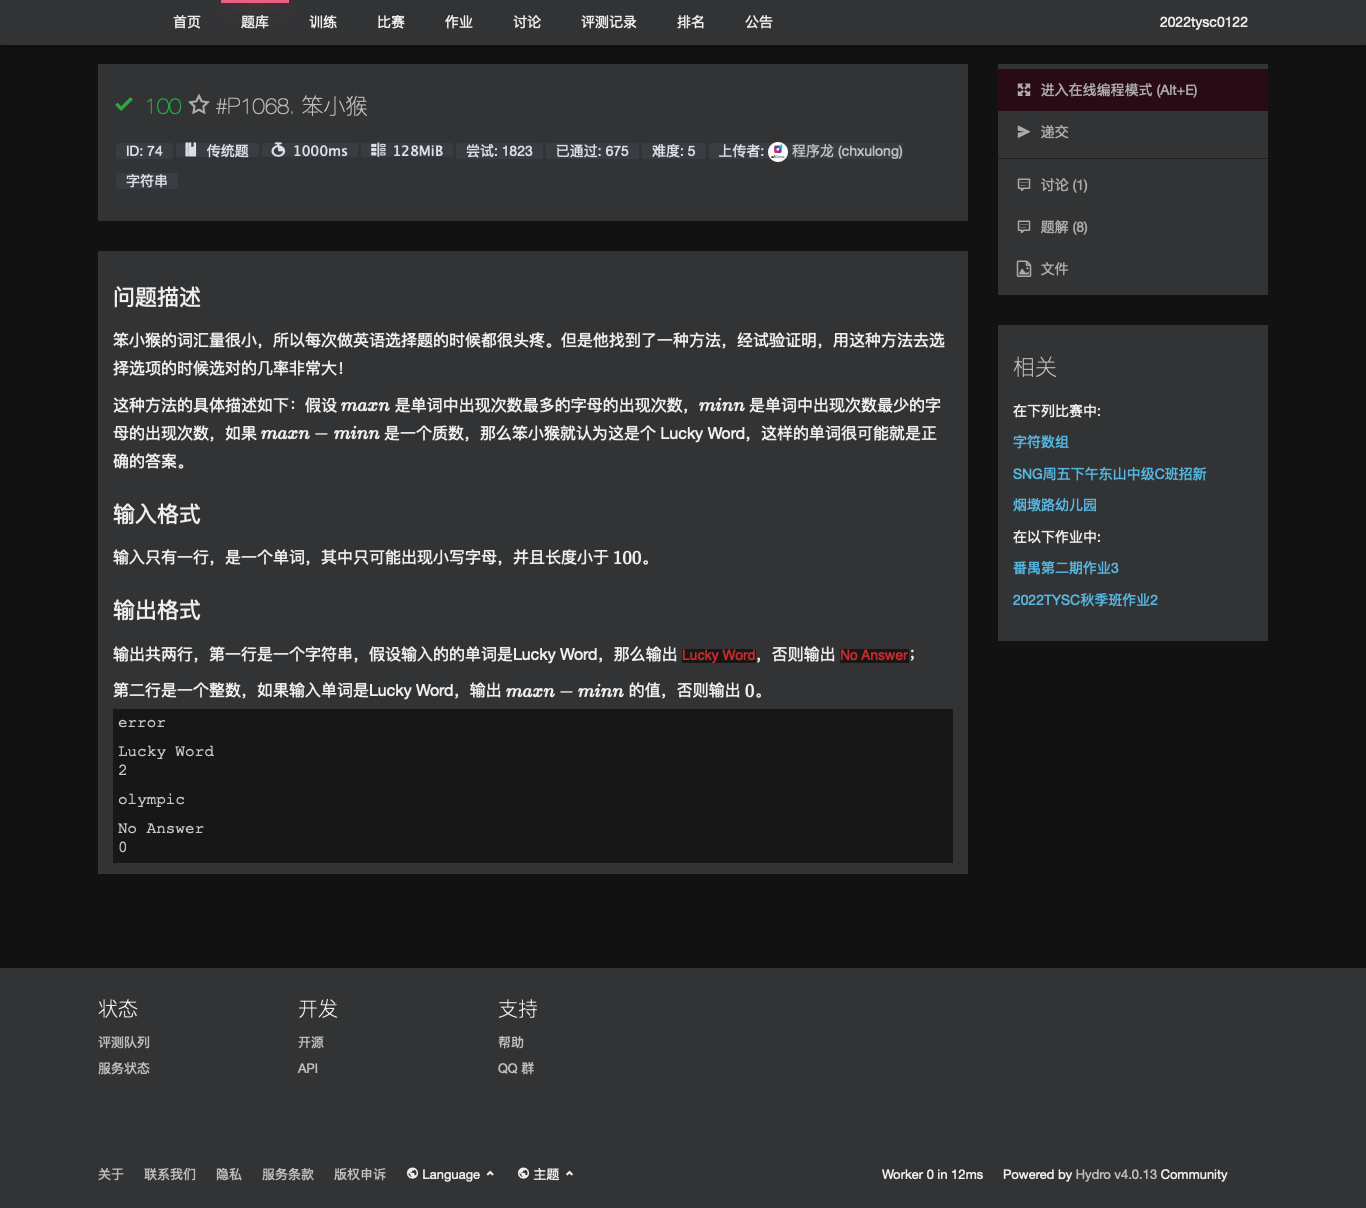 首页 题库 训练 比赛 作业 讨论 评测记录 排名 公告 2022tysc0122
100 #P1068. 笨小猴
ID: 74 传统题 1000ms 128MiB 尝试: 1823 已通过: 675 难度: 5 上传者: 程序龙 (chxulong)
字符串
进入在线编程模式 (Alt+E)
递交
讨论 (1)
题解 (8)
文件
问题描述
笨小猴的词汇量很小，所以每次做英语选择题的时候都很头疼。但是他找到了一种方法，经试验证明，用这种方法去选
择选项的时候选对的几率非常大！
这种方法的具体描述如下：假设 maxn 是单词中出现次数最多的字母的出现次数，minn 是单词中出现次数最少的字
母的出现次数，如果 maxn − minn 是一个质数，那么笨小猴就认为这是个 Lucky Word，这样的单词很可能就是正
确的答案。
输入格式
输入只有一行，是一个单词，其中只可能出现小写字母，并且长度小于 100。
输出格式
输出共两行，第一行是一个字符串，假设输入的的单词是Lucky Word，那么输出 Lucky Word，否则输出 No Answer；
第二行是一个整数，如果输入单词是Lucky Word，输出 maxn − minn 的值，否则输出 0。
error
Lucky Word
2
olympic
No Answer
0
相关
在下列比赛中:
字符数组
SNG周五下午东山中级C班招新
烟墩路幼儿园
在以下作业中:
番禺第二期作业3
2022TYSC秋季班作业2
状态
评测队列
服务状态
开发
开源
API
支持
帮助
QQ 群
关于 联系我们 隐私 服务条款 版权申诉 Language 主题 Worker 0 in 12ms Powered by Hydro v4.0.13 Community